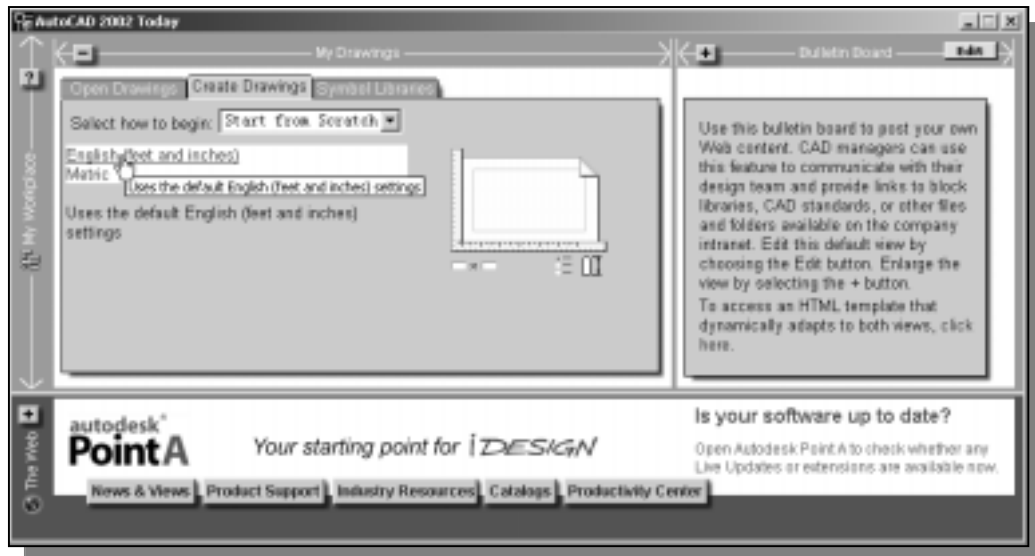 AutoCAD 2002 Today
My Drawings
Bulletin Board
Edit
Open Drawings
Create Drawings
Symbol Libraries
Select how to begin:
Start from Scratch
English (feet and inches)
Metric
Uses the default English (feet and inches) settings
Uses the default English (feet and inches)
settings
Use this bulletin board to post your own
Web content. CAD managers can use
this feature to communicate with their
design team and provide links to block
libraries, CAD standards, or other files
and folders available on the company
intranet. Edit this default view by
choosing the Edit button. Enlarge the
view by selecting the + button.
To access an HTML template that
dynamically adapts to both views, click
here.
My Workplace
The Web
autodesk®
Point A
Your starting point for iDESIGN
Is your software up to date?
Open Autodesk Point A to check whether any
Live Updates or extensions are available now.
News & Views
Product Support
Industry Resources
Catalogs
Productivity Center